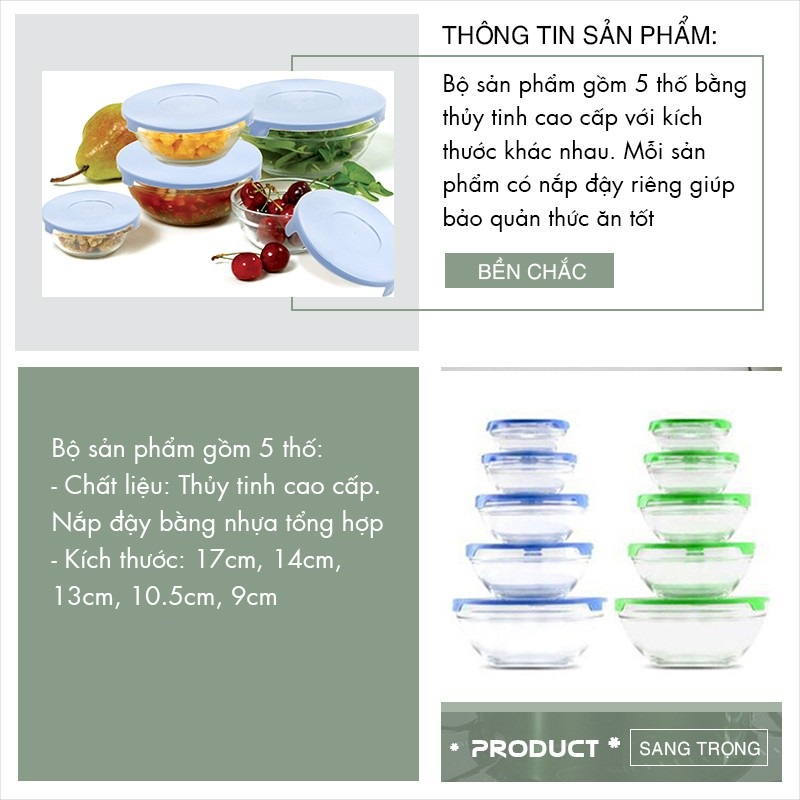 THÔNG TIN SẢN PHẨM:
Bộ sản phẩm gồm 5 thố bằng
thủy tinh cao cấp với kích
thước khác nhau. Mỗi sản
phẩm có nắp đậy riêng giúp
bảo quản thức ăn tốt
BỀN CHẮC
Bộ sản phẩm gồm 5 thố:
- Chất liệu: Thủy tinh cao cấp.
Nắp đậy bằng nhựa tổng hợp
- Kích thước: 17cm, 14cm,
13cm, 10.5cm, 9cm
* PRODUCT *
SANG TRỌNG